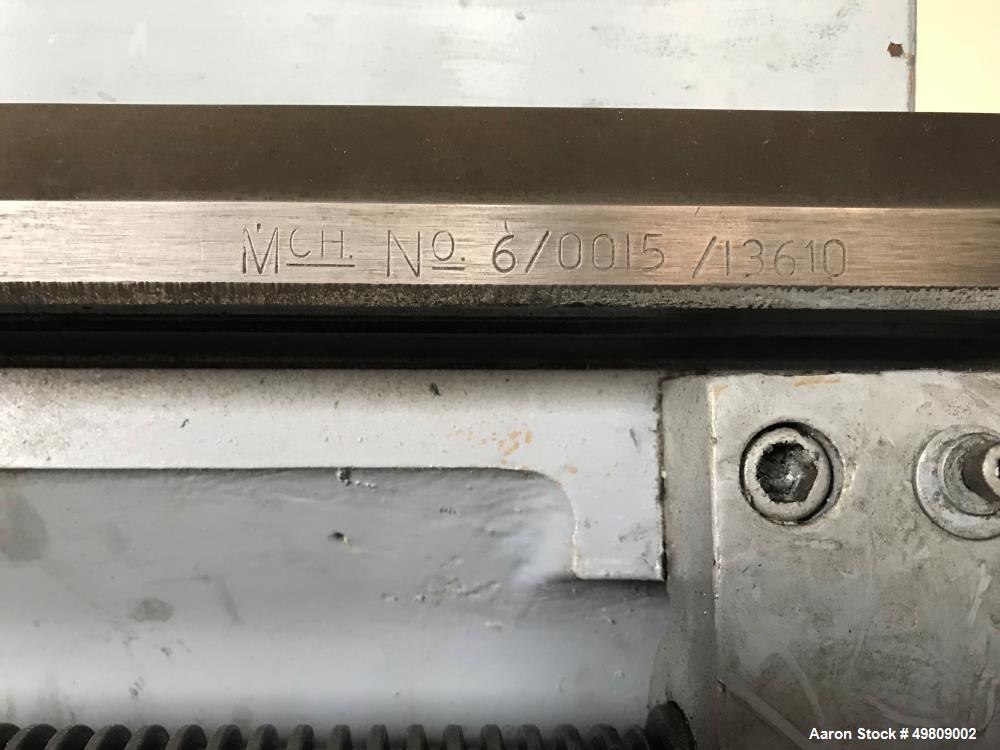 MCH. No. 6/0015 /13610
Aaron Stock # 49809002